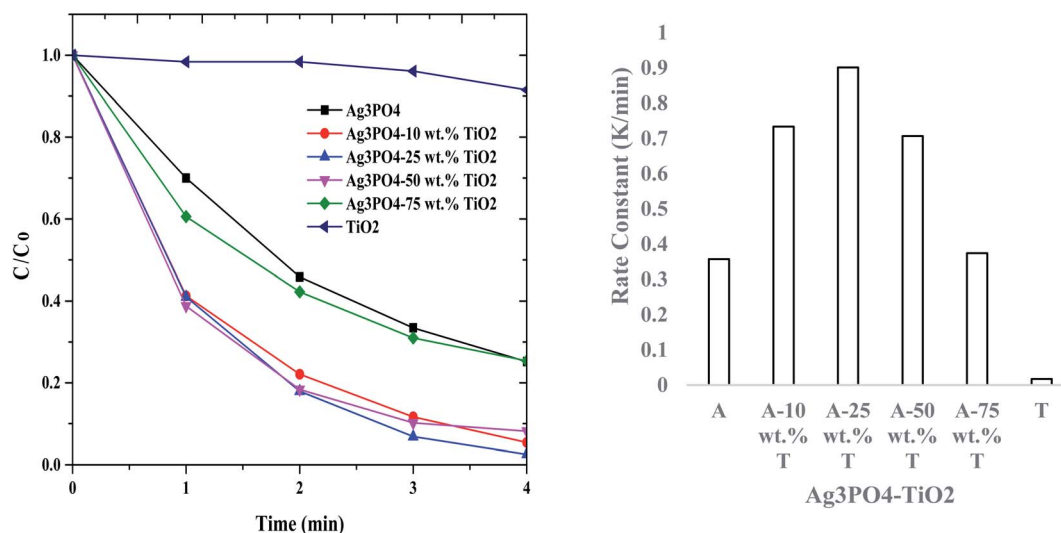 1.0
0.8
0.6
0.4
0.2
0.0
C/Co
0 1 2 3 4
Time (min)
Ag3PO4
Ag3PO4-10 wt.% TiO2
Ag3PO4-25 wt.% TiO2
Ag3PO4-50 wt.% TiO2
Ag3PO4-75 wt.% TiO2
TiO2
1
0.9
0.8
0.7
0.6
0.5
0.4
0.3
0.2
0.1
0
Rate Constant (K/min)
A A-10 A-25 A-50 A-75 T
wt.% wt.% wt.% wt.%
T T T T
Ag3PO4-TiO2